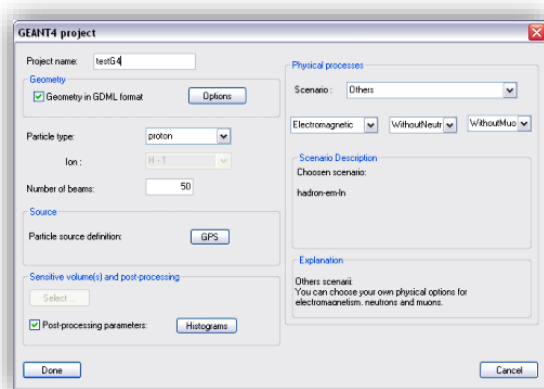 GEANT4 project
Project name: testG4
Geometry
Geometry in GDML format Options
Particle type: proton
Ion : H - 1
Number of beams: 50
Source
Particle source definition: GPS
Sensitive volume(s) and post-processing
Select ...
Post-processing parameters: Histograms
Done
Physical processes
Scenario : Others
Electromagnetic WithoutNeutr WithoutMuo
Scenario Description
Choosen scenario:
hadron-em-ln
Explanation
Others scenarii:
You can choose your own physical options for
electromagnetism, neutrons and muons.
Cancel